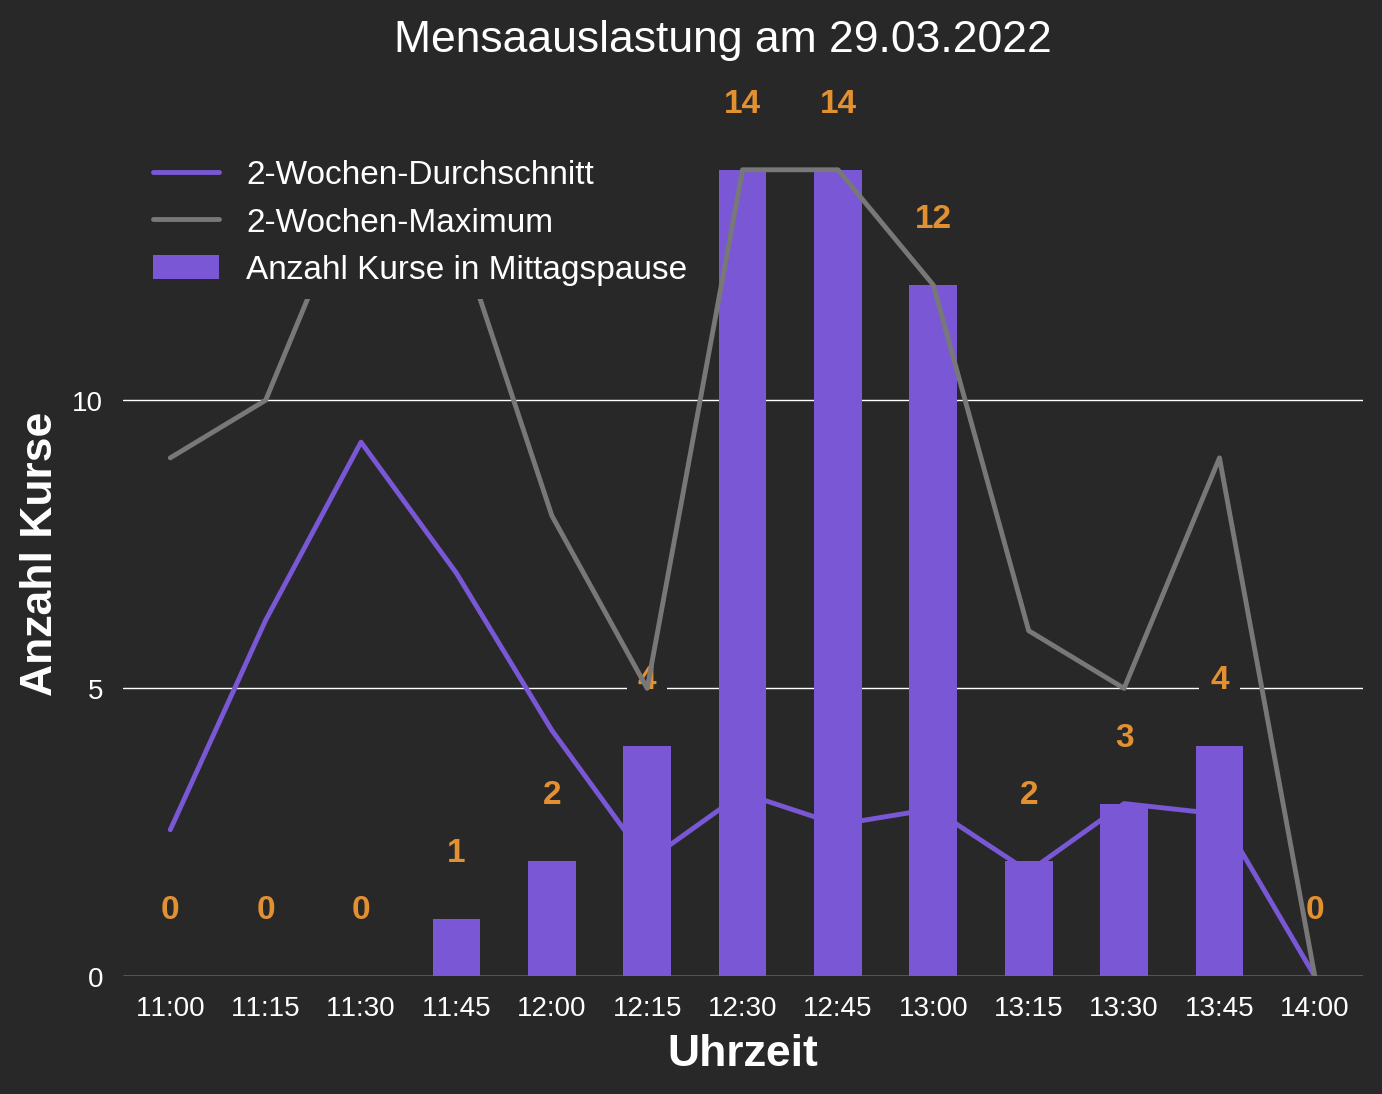 Mensaauslastung am 29.03.2022
14 14
2-Wochen-Durchschnitt
2-Wochen-Maximum
12
Anzahl Kurse in Mittagspause
10
Anzahl Kurse
5
4
4
3
2
2
1
0 0 0 0
0
11:00 11:15 11:30 11:45 12:00 12:15 12:30 12:45 13:00 13:15 13:30 13:45 14:00
Uhrzeit